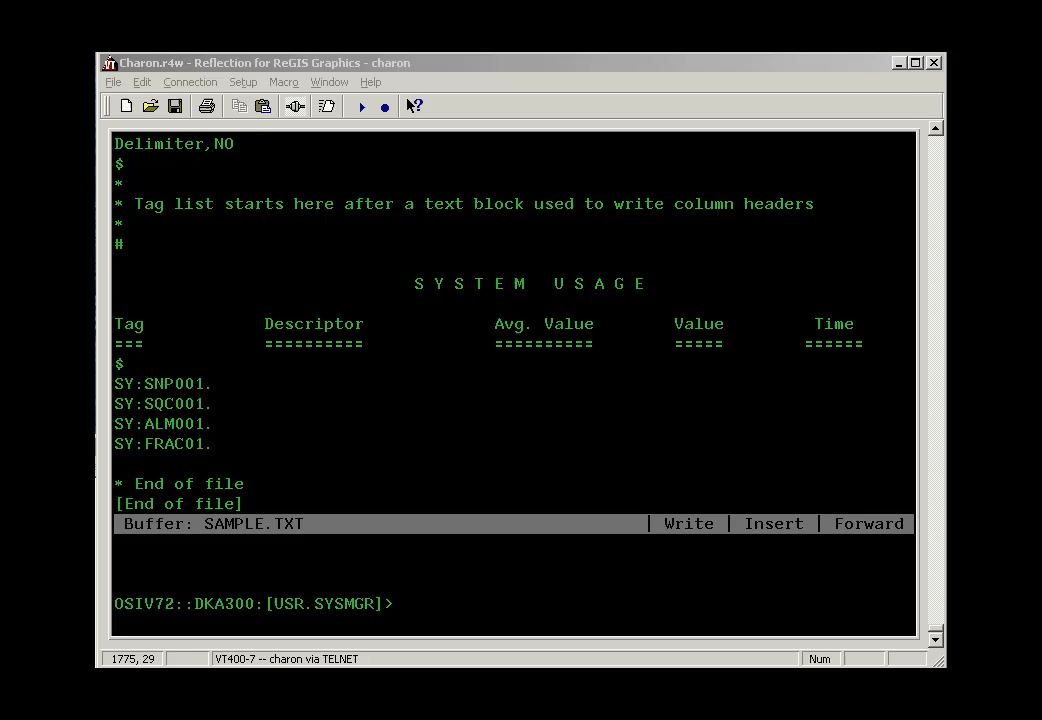 Charon.r4w - Reflection for ReGIS Graphics - charon
File Edit Connection Setup Macro Window Help
Delimiter,NO
$
*
* Tag list starts here after a text block used to write column headers
*
#
S Y S T E M   U S A G E
Tag Descriptor Avg. Value Value Time
=== ========== ========== ===== ======
$
SY:SNP001.
SY:SQC001.
SY:ALM001.
SY:FRAC01.
* End of file
[End of file]
Buffer: SAMPLE.TXT | Write | Insert | Forward
OSIV72::DKA300:[USR.SYSMGR]>
1775, 29 VT400-7 -- charon via TELNET Num